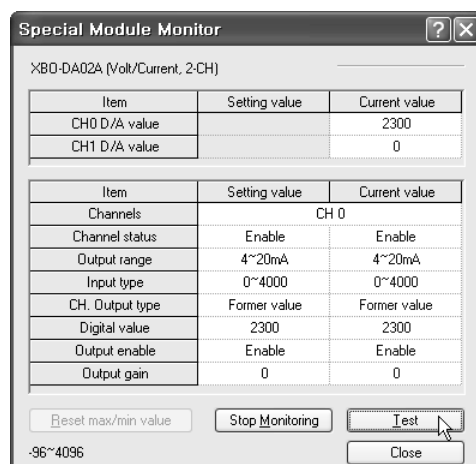 Special Module Monitor
XBO-DA02A (Volt/Current, 2-CH)
Item Setting value Current value
CH0 D/A value 2300
CH1 D/A value 0
Item Setting value Current value
Channels CH 0
Channel status Enable Enable
Output range 4~20mA 4~20mA
Input type 0~4000 0~4000
CH. Output type Former value Former value
Digital value 2300 2300
Output enable Enable Enable
Output gain 0 0
Reset max/min value Stop Monitoring Test
-96~4096 Close